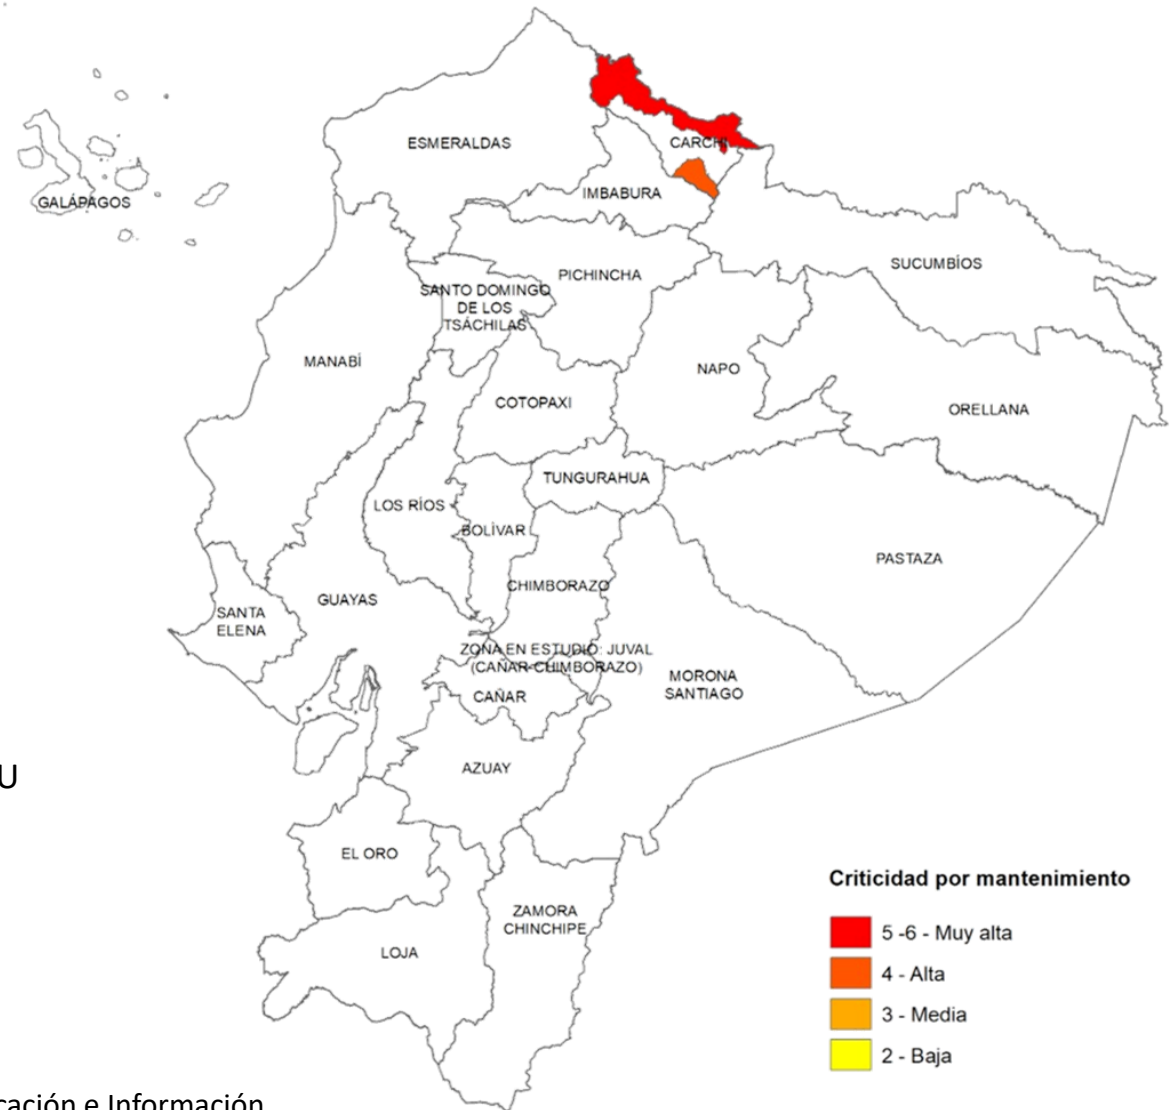 ESMERALDAS
CARCHI
IMBABURA
GALÁPAGOS
SUCUMBÍOS
PICHINCHA
SANTO DOMINGO
DE LOS
TSÁCHILAS
MANABÍ
NAPO
COTOPAXI
ORELLANA
TUNGURAHUA
LOS RÍOS
BOLÍVAR
PASTAZA
CHIMBORAZO
GUAYAS
SANTA
ELENA
ZONA EN ESTUDIO: JUVAL
(CAÑAR-CHIMBORAZO)
MORONA
SANTIAGO
CAÑAR
AZUAY
U
EL ORO
Criticidad por mantenimiento
ZAMORA
CHINCHIPE
5 -6 - Muy alta
LOJA
4 - Alta
3 - Media
2 - Baja
cación e Información